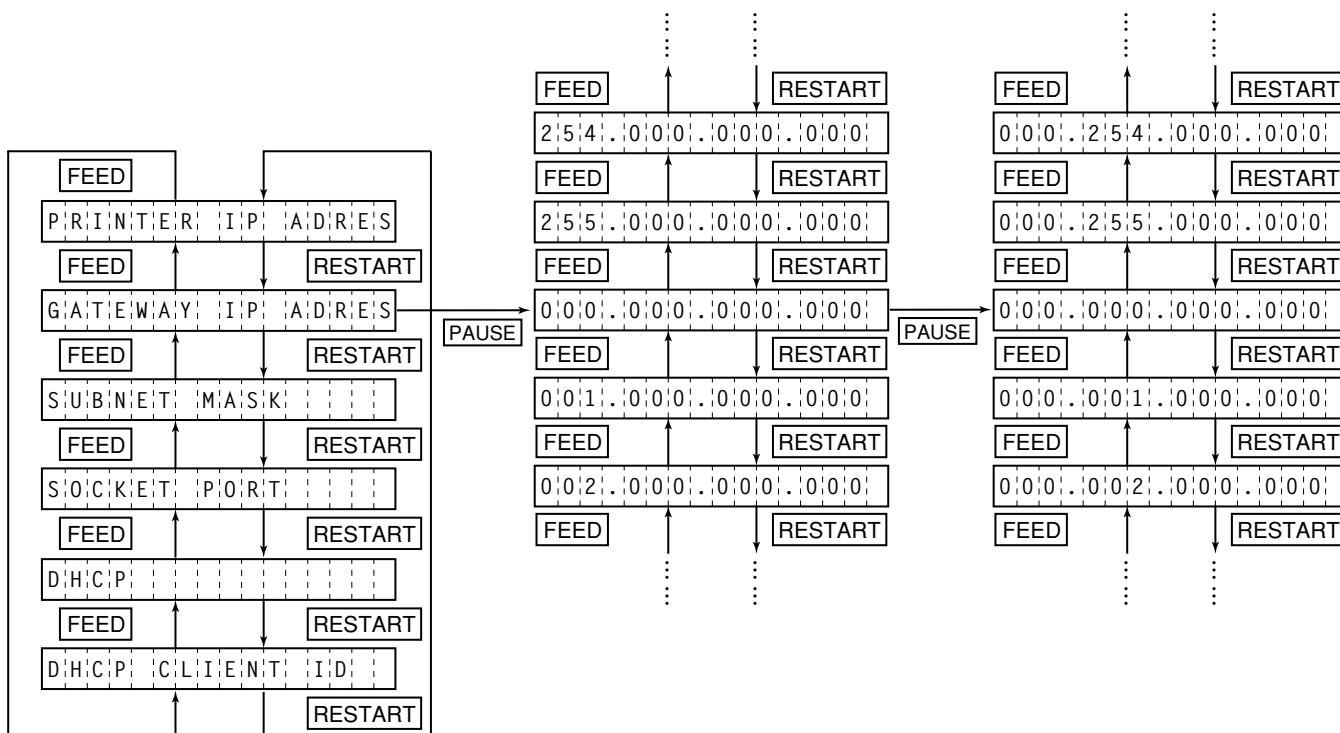 FEED
PRINTER IP ADRES
FEED RESTART
GATEWAY IP ADRES
FEED RESTART
SUBNET MASK
FEED RESTART
SOCKET PORT
FEED RESTART
DHCP
FEED RESTART
DHCP CLIENT ID
RESTART
PAUSE
FEED RESTART
254.000.000.000
FEED RESTART
255.000.000.000
FEED RESTART
000.000.000.000
FEED RESTART
001.000.000.000
FEED RESTART
002.000.000.000
FEED RESTART
PAUSE
FEED RESTART
000.254.000.000
FEED RESTART
000.255.000.000
FEED RESTART
000.000.000.000
FEED RESTART
000.001.000.000
FEED RESTART
000.002.000.000
FEED RESTART